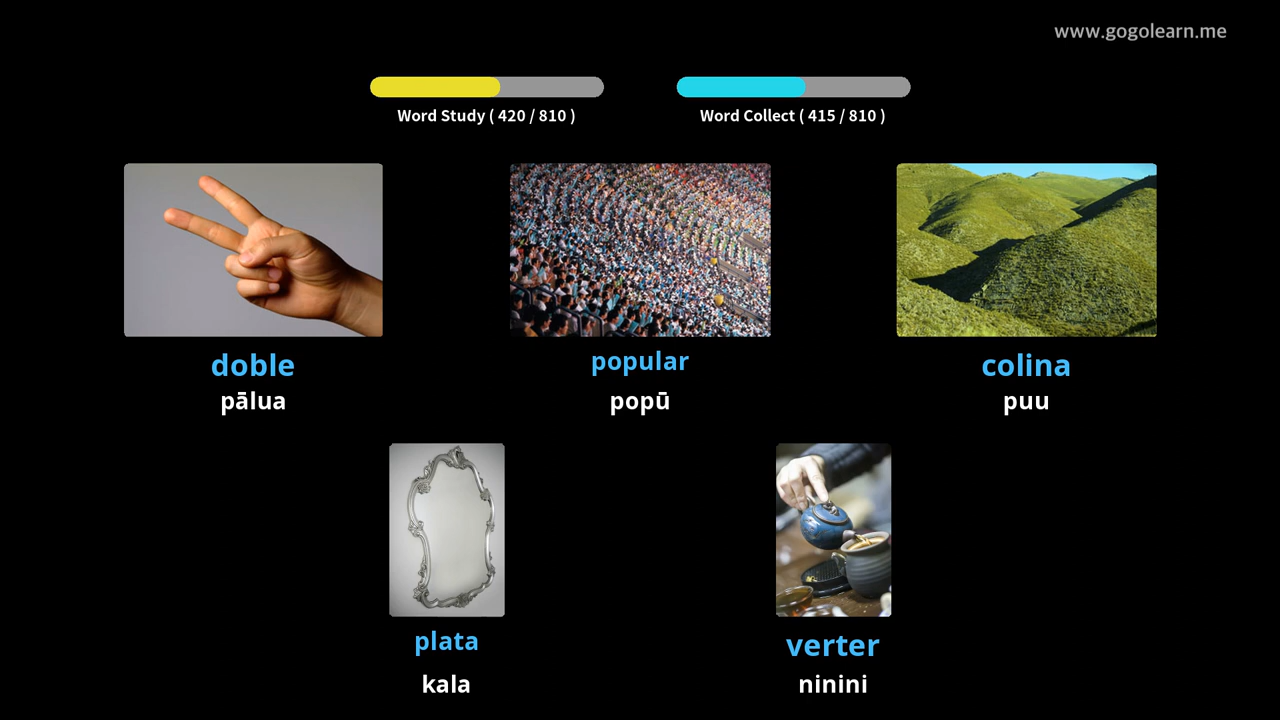 www.gogolearn.me
Word Study ( 420 / 810 )
Word Collect ( 415 / 810 )
doble
pālua
popular
popū
colina
puu
plata
kala
verter
ninini